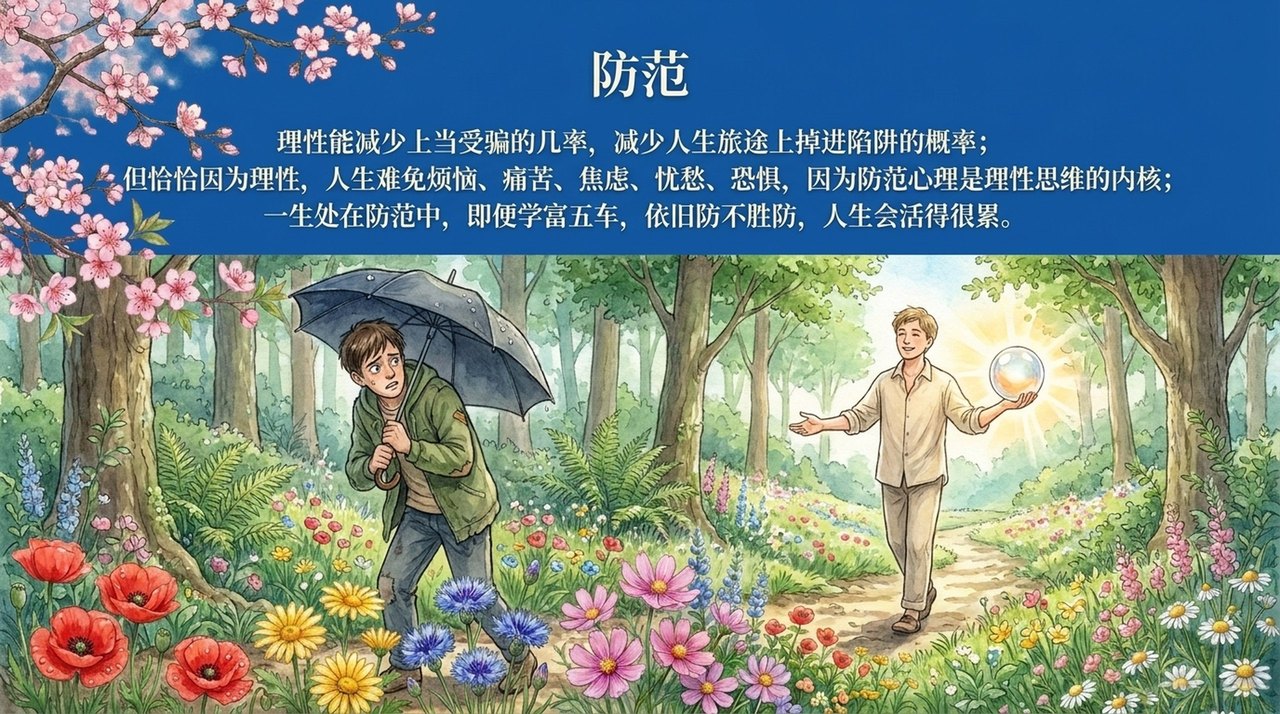 防范
理性能减少上当受骗的几率，减少人生旅途上掉进陷阱的概率；
但恰恰因为理性，人生难免烦恼、痛苦、焦虑、忧愁、恐惧，因为防范心理是理性思维的内核；
一生处在防范中，即便学富五车，依旧防不胜防，人生会活得很累。